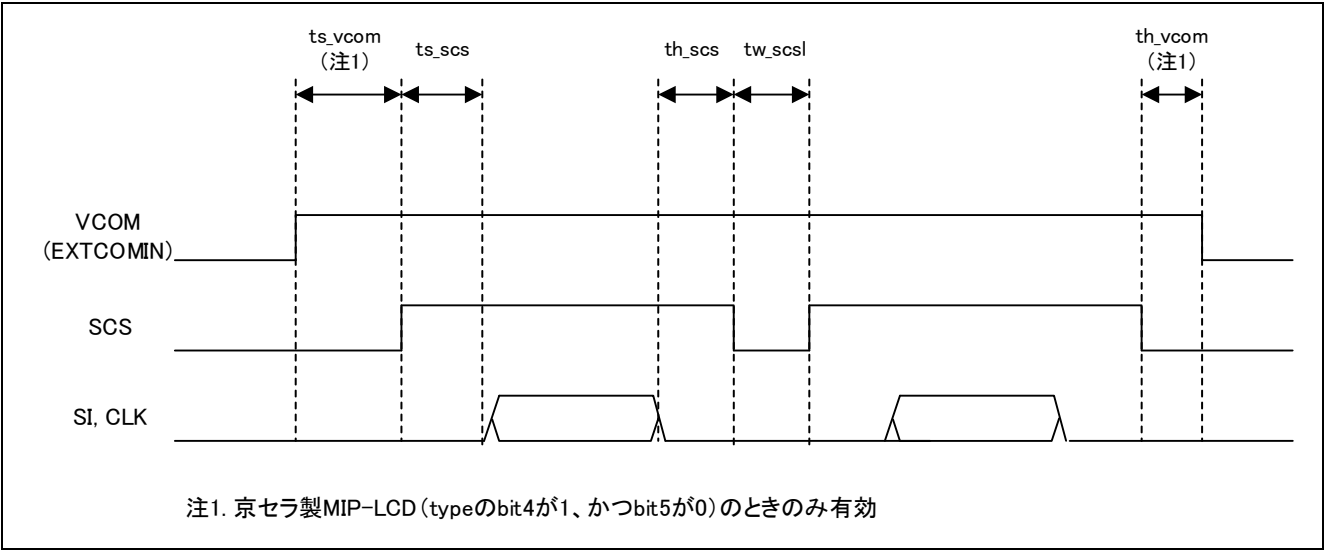 ts_vcom
（注1）
ts_scs
th_scs
tw_scsl
th_vcom
（注1）
VCOM
（EXTCOMIN）
SCS
SI, CLK
注1. 京セラ製MIP-LCD（typeのbit4が1、かつbit5が0）のときのみ有効